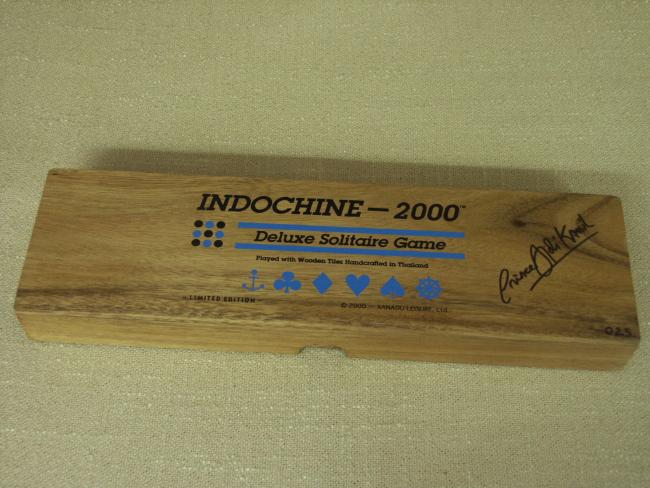 INDOCHINE — 2000™
Deluxe Solitaire Game
Played with Wooden Tiles Handcrafted in Thailand
— LIMITED EDITION —
© 2000 — XANADU LEISURE, Ltd.
Prince
025